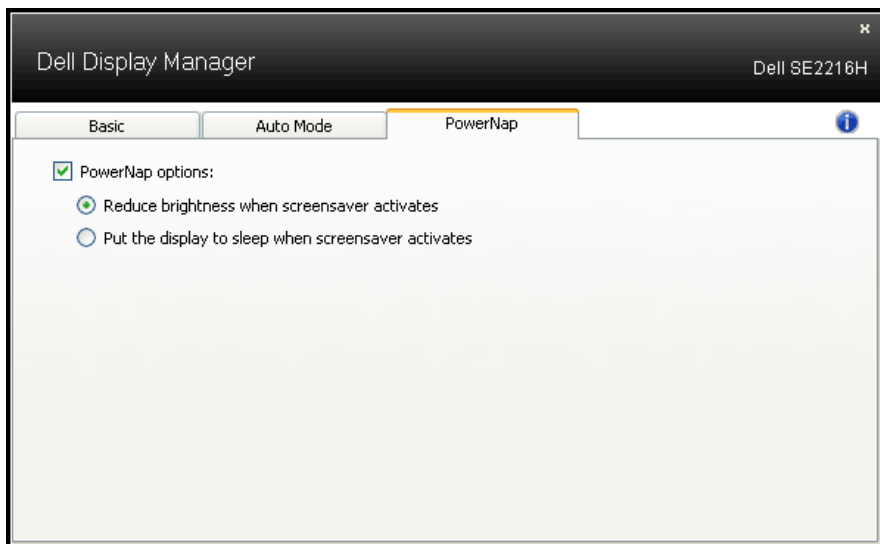 Dell Display Manager
Dell SE2216H
Basic
Auto Mode
PowerNap
PowerNap options:
Reduce brightness when screensaver activates
Put the display to sleep when screensaver activates